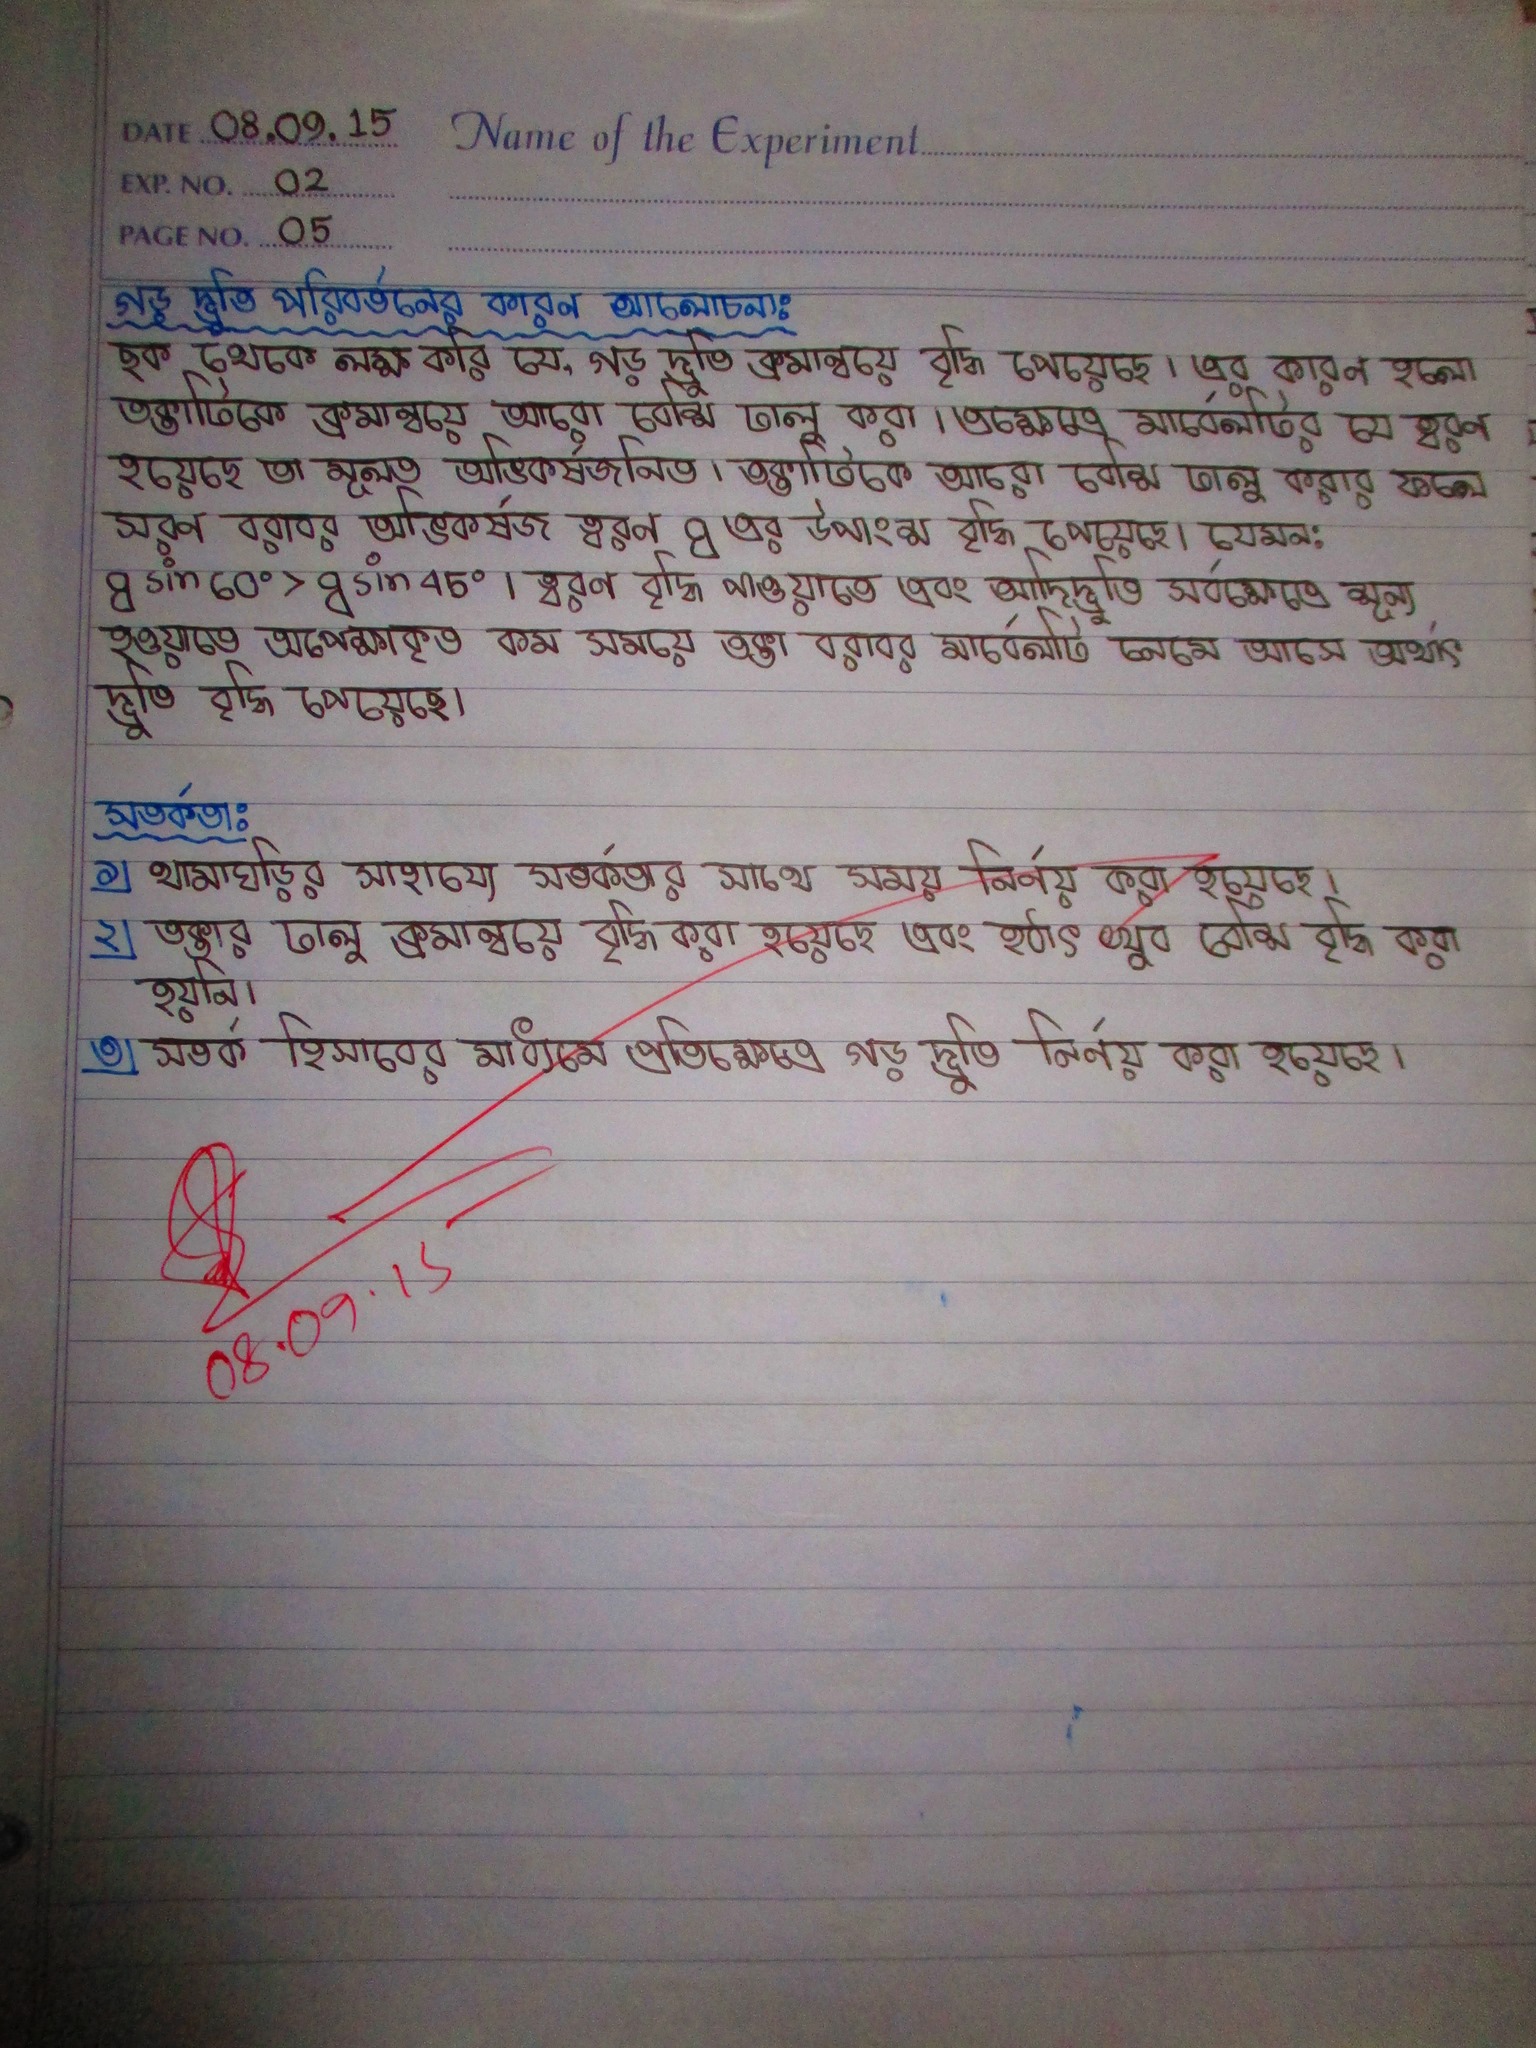 DATE 08.09.15 Name of the Experiment
EXP. NO. 02
PAGE NO. 05
গড় দ্রুতি পরিবর্তনের কারন আলোচনাঃ
ছক থেকে লক্ষ করি যে, গড় দ্রুতি ক্রমান্বয়ে বৃদ্ধি পেয়েছে। এর কারন হলো
তক্তাটিকে ক্রমান্বয়ে আরো বেশি ঢালু করা। এক্ষেত্রে মার্বেলটির যে ত্বরন
হয়েছে তা মূলত অভিকর্ষজনিত। তক্তাটিকে আরো বেশি ঢালু করার ফলে
সরন বরাবর অভিকর্ষজ ত্বরন g এর উপাংশ বৃদ্ধি পেয়েছে। যেমন:
g sin 60° > g sin 45°। ত্বরন বৃদ্ধি পাওয়াতে এবং আদিদ্রুতি সর্বক্ষেত্রে শূন্য
হওয়াতে অপেক্ষাকৃত কম সময়ে তক্তা বরাবর মার্বেলটি নেমে আসে অর্থাৎ
দ্রুতি বৃদ্ধি পেয়েছে।
সতর্কতাঃ
১। থামাঘড়ির সাহায্যে সতর্কতার সাথে সময় নির্নয় করা হয়েছে।
২। তক্তার ঢালু ক্রমান্বয়ে বৃদ্ধি করা হয়েছে এবং হঠাৎ খুব বেশি বৃদ্ধি করা
হয়নি।
৩। সতর্ক হিসাবের মাধ্যমে প্রতিক্ষেত্রে গড় দ্রুতি নির্নয় করা হয়েছে।
08.09.15